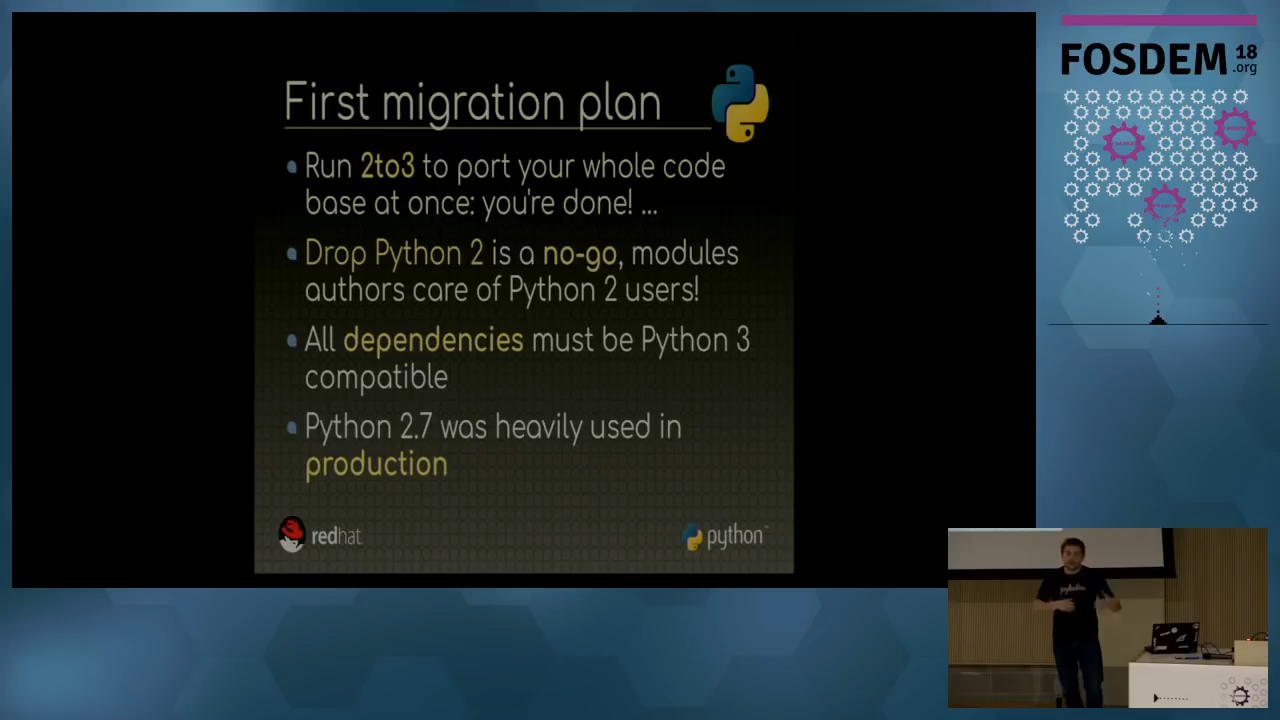 First migration plan
Run 2to3 to port your whole code
base at once: you're done! ...
Drop Python 2 is a no-go, modules
authors care of Python 2 users!
All dependencies must be Python 3
compatible
Python 2.7 was heavily used in
production
redhat
python
FOSDEM 18
.org